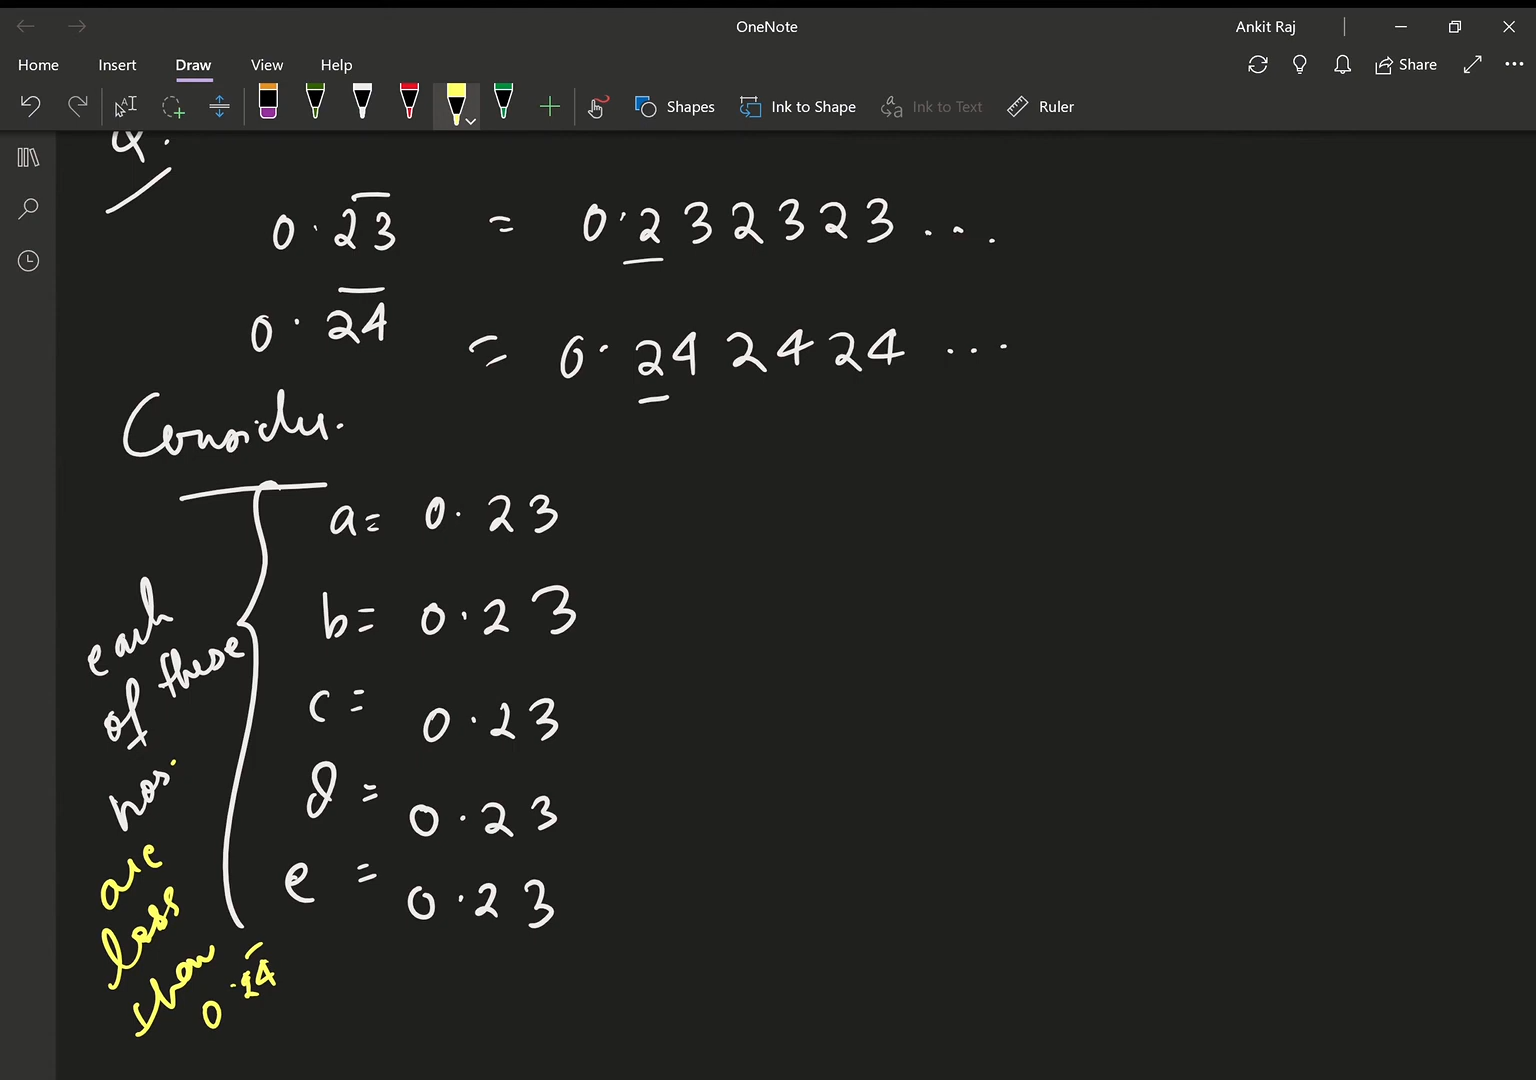 OneNote
Ankit Raj
Home Insert Draw View Help
Share
Shapes Ink to Shape Ink to Text Ruler
4.
0.2̅3̅ = 0.232323...
0.2̅4̅ = 0.242424...
Consider.
a = 0.23
b = 0.23
c = 0.23
d = 0.23
e = 0.23
each
of these
nos.
are
less
than
0.2̅4̅